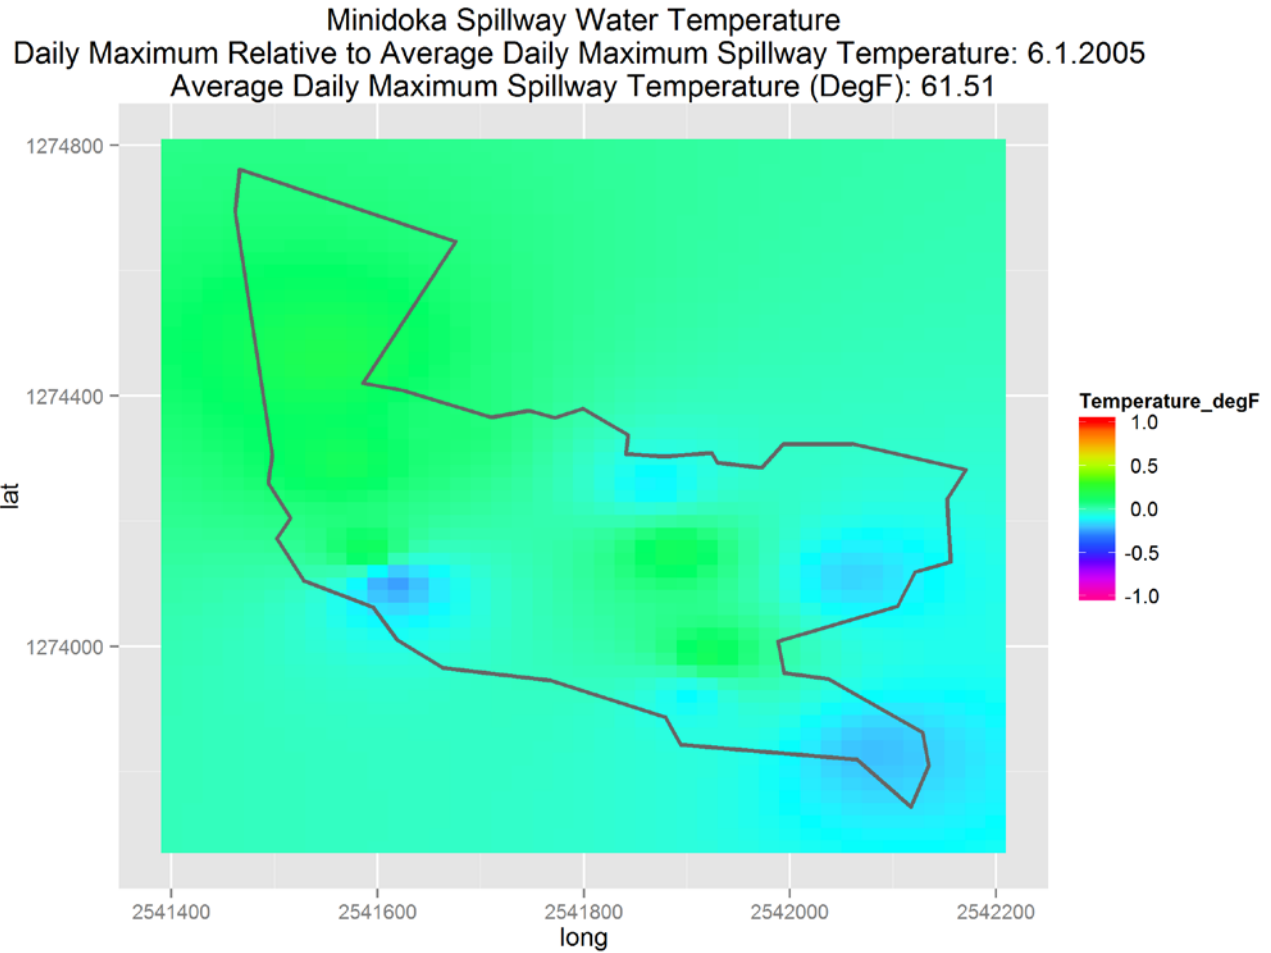 Minidoka Spillway Water Temperature
Daily Maximum Relative to Average Daily Maximum Spillway Temperature: 6.1.2005
Average Daily Maximum Spillway Temperature (DegF): 61.51
1274800
1274400
1274000
lat
2541400 2541600 2541800 2542000 2542200
long
Temperature_degF
1.0
0.5
0.0
-0.5
-1.0